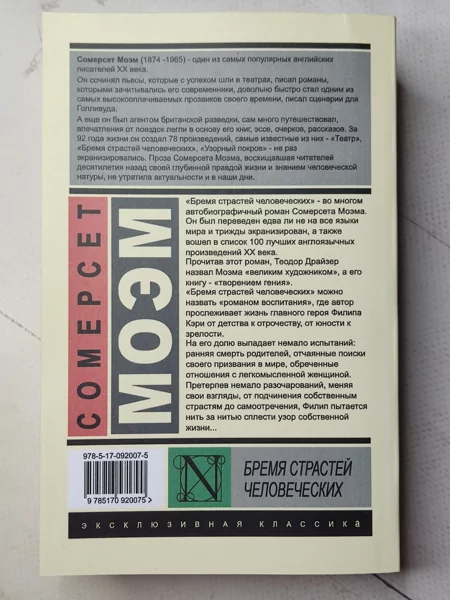 Сомерсет Моэм (1874 -1965) - один из самых популярных английских
писателей XX века.
Он сочинял пьесы, которые с успехом шли в театрах, писал романы,
которыми зачитывались его современники, довольно быстро стал одним из
самых высокооплачиваемых прозаиков своего времени, писал сценарии для
Голливуда.
А еще он был агентом британской разведки, сам много путешествовал,
впечатления от поездок легли в основу его книг, эссе, очерков, рассказов. За
92 года жизни он создал 78 произведений, самые известные из них - «Театр»,
«Бремя страстей человеческих», «Узорный покров» - не раз
экранизировались. Проза Сомерсета Моэма, восхищавшая читателей
десятилетия назад своей глубинной правдой жизни и знанием человеческой
натуры, не утратила актуальности и в наши дни.
СОМЕРСЕТ
МОЭМ
«Бремя страстей человеческих» - во многом
автобиографичный роман Сомерсета Моэма.
Он был переведен едва ли не на все языки
мира и трижды экранизирован, а также
вошел в список 100 лучших англоязычных
произведений XX века.
Прочитав этот роман, Теодор Драйзер
назвал Моэма «великим художником», а его
книгу - «творением гения».
«Бремя страстей человеческих» можно
назвать «романом воспитания», где автор
прослеживает жизнь главного героя Филипа
Кэри от детства к отрочеству, от юности к
зрелости.
На его долю выпадает немало испытаний:
ранняя смерть родителей, отчаянные поиски
своего призвания в мире, обреченные
отношения с легкомысленной женщиной.
Претерпев немало разочарований, меняя
свои взгляды, от подчинения собственным
страстям до самоотречения, Филип пытается
нить за нитью сплести узор собственной
жизни...
978-5-17-092007-5
9 785170 920075 >
N
БРЕМЯ СТРАСТЕЙ
ЧЕЛОВЕЧЕСКИХ
ЭКСКЛЮЗИВНАЯ КЛАССИКА